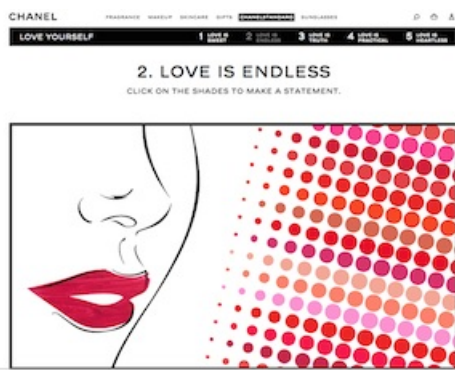 CHANEL
FRAGRANCE MAKEUP SKINCARE GIFTS CHANELSTANDARDS SUNGLASSES
LOVE YOURSELF
1 LOVE IS SWEET
2 LOVE IS ENDLESS
3 LOVE IS TRUTH
4 LOVE IS PRACTICAL
5 LOVE IS HEARTLESS
2. LOVE IS ENDLESS
CLICK ON THE SHADES TO MAKE A STATEMENT.